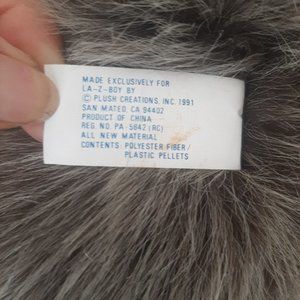 MADE EXCLUSIVELY FOR
LA-Z-BOY BY
© PLUSH CREATIONS, INC. 1991
SAN MATEO, CA 94402
PRODUCT OF CHINA
REG. NO. PA. 5642 (RC)
ALL NEW MATERIAL
CONTENTS: POLYESTER FIBER/
PLASTIC PELLETS